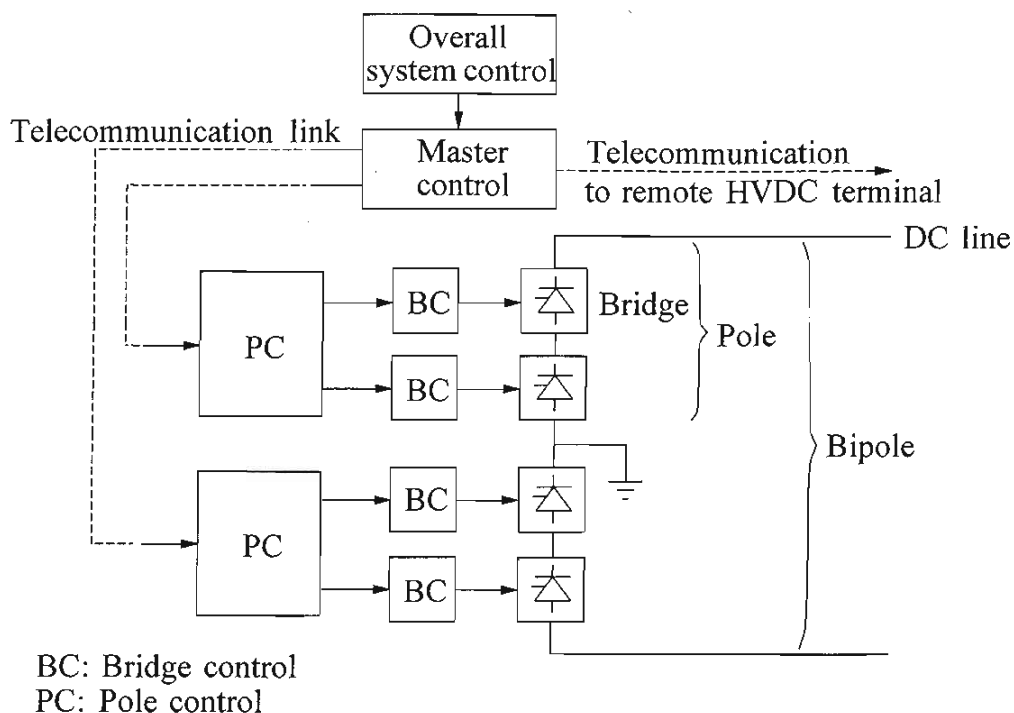 Overall
system control
Telecommunication link
Master
control
Telecommunication
to remote HVDC terminal
DC line
PC
BC
BC
Bridge
Pole
Bipole
PC
BC
BC
BC: Bridge control
PC: Pole control